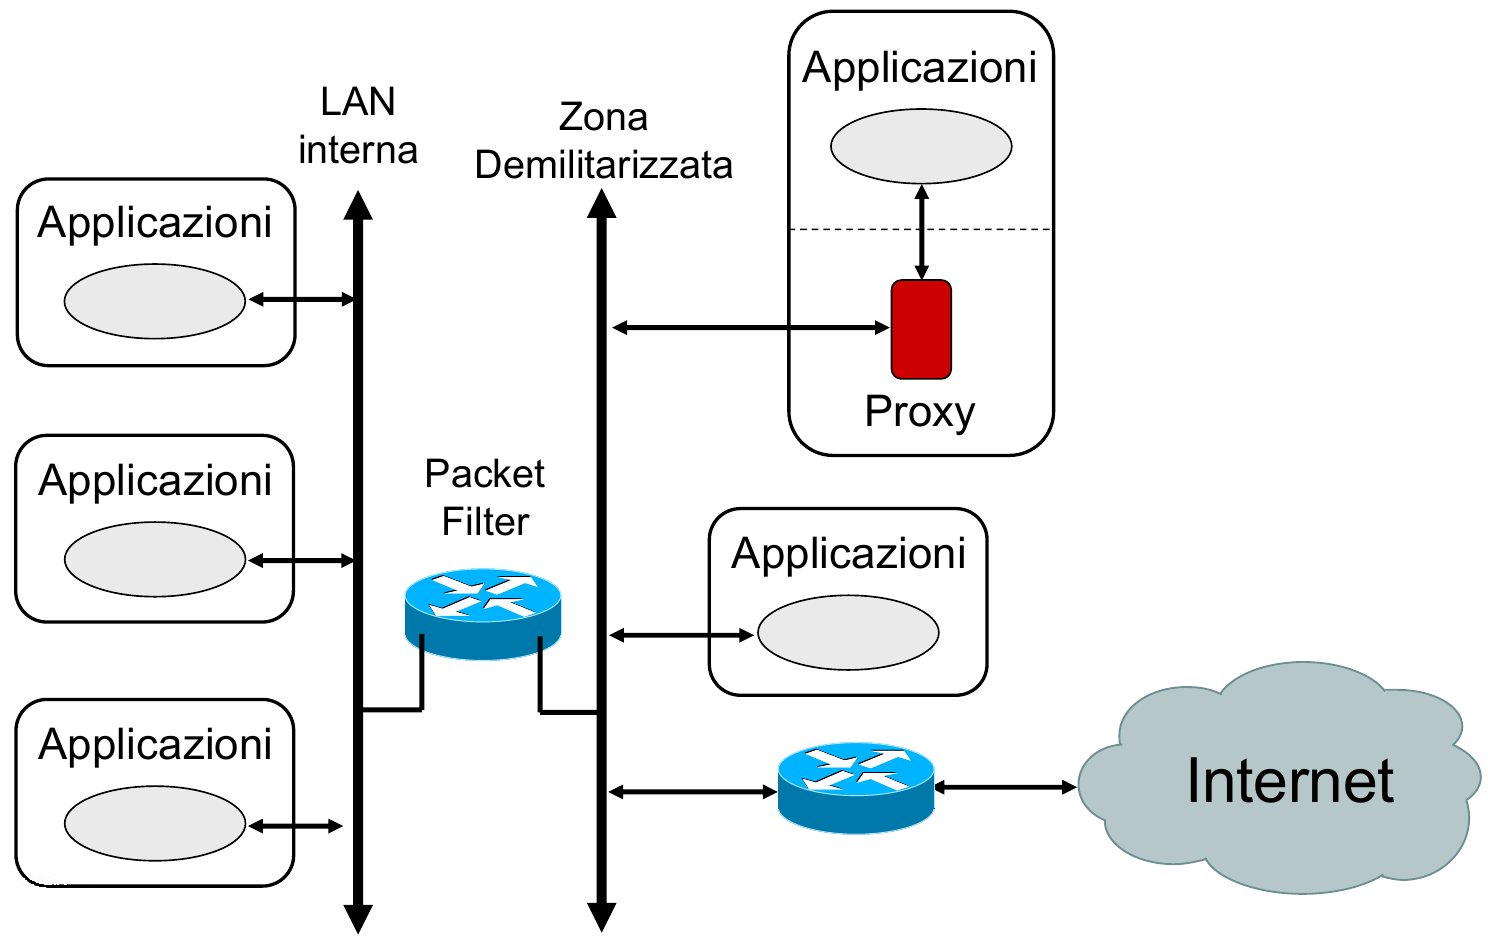 Applicazioni
LAN
interna
Zona
Demilitarizzata
Applicazioni
Proxy
Applicazioni
Packet
Filter
Applicazioni
Applicazioni
Internet